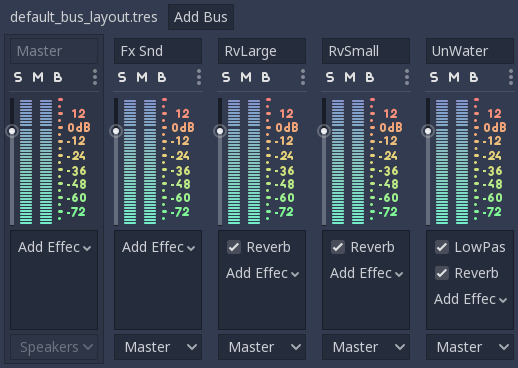 default_bus_layout.tres Add Bus
Master Fx Snd RvLarge RvSmall UnWater
S M B S M B S M B S M B S M B
12 12 12 12 12
0dB 0dB 0dB 0dB 0dB
-12 -12 -12 -12 -12
-24 -24 -24 -24 -24
-36 -36 -36 -36 -36
-48 -48 -48 -48 -48
-60 -60 -60 -60 -60
-72 -72 -72 -72 -72
Add Effec Add Effec Reverb Reverb LowPas
Add Effec Add Effec Reverb
Add Effec
Speakers Master Master Master Master